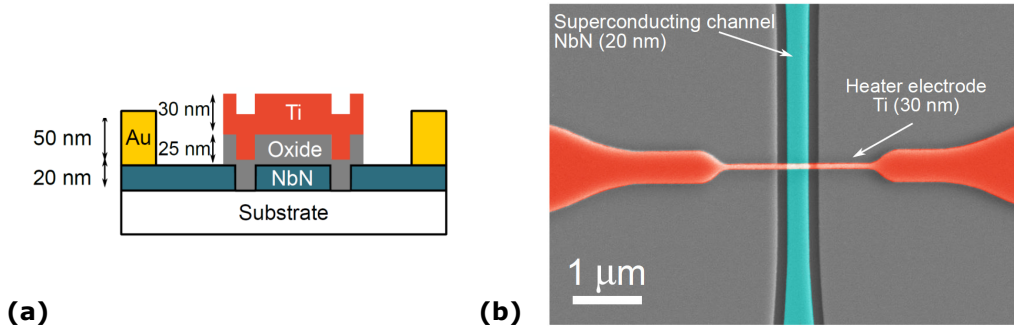 30 nm
Ti
50 nm
Au
25 nm
Oxide
20 nm
NbN
Substrate
(a)
Superconducting channel
NbN (20 nm)
Heater electrode
Ti (30 nm)
1 μm
(b)